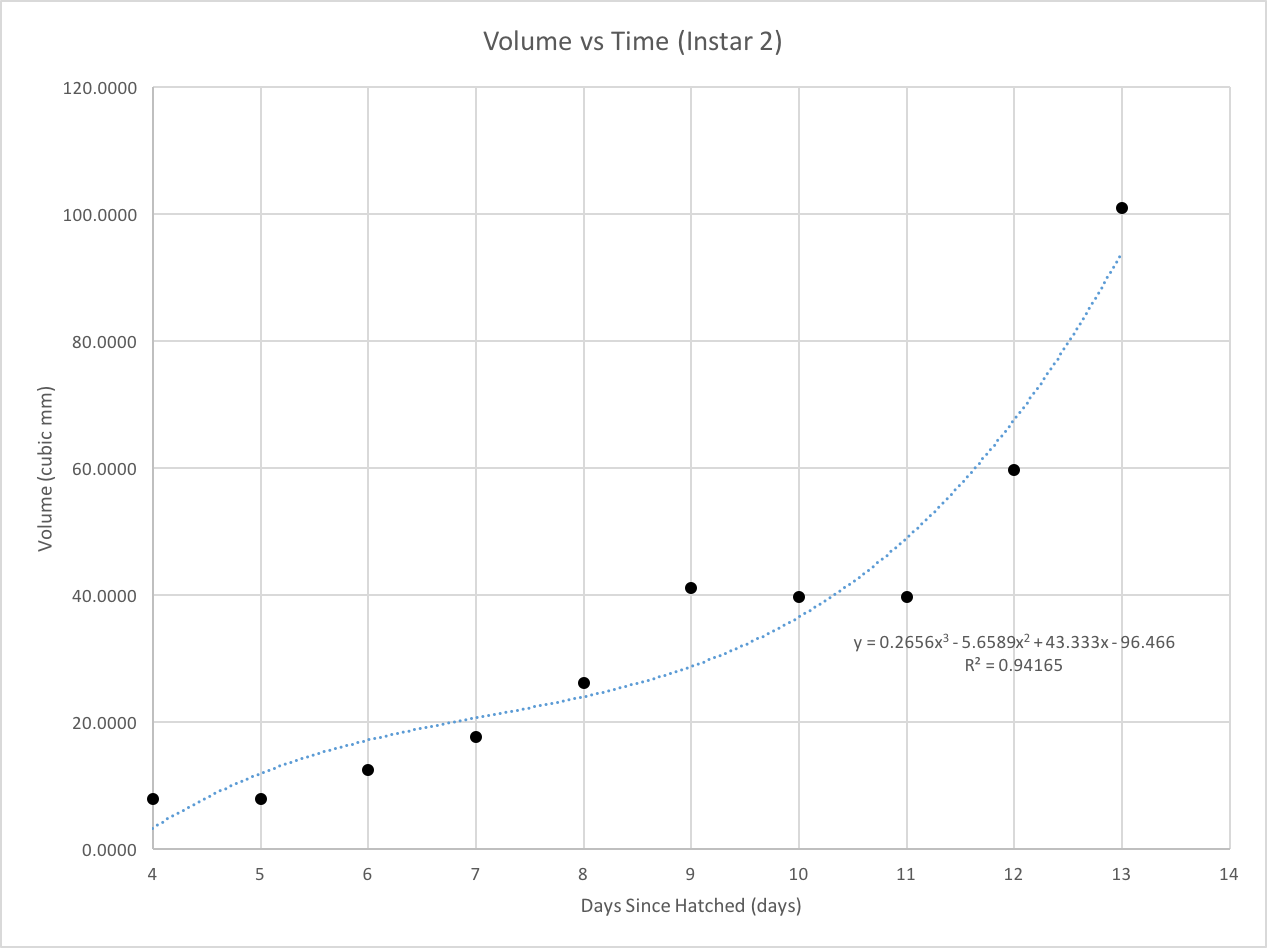 Volume vs Time (Instar 2)
120.0000
100.0000
80.0000
60.0000
40.0000
20.0000
0.0000
Volume (cubic mm)
y = 0.2656x³ - 5.6589x² + 43.333x - 96.466
R² = 0.94165
4 5 6 7 8 9 10 11 12 13 14
Days Since Hatched (days)